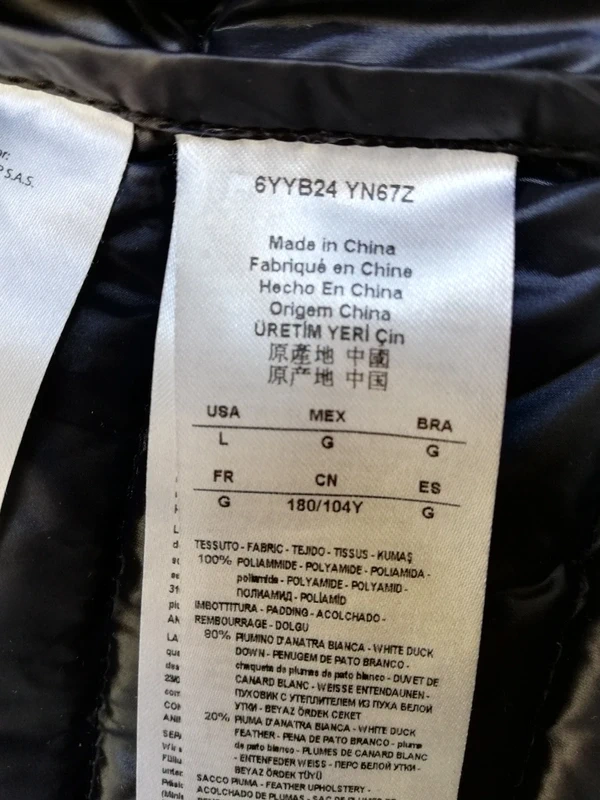 or:
P S.A.S.
6YYB24 YN67Z
Made in China
Fabriqué en Chine
Hecho En China
Origem China
ÜRETİM YERİ Çin
原產地 中國
原产地 中国
USA MEX BRA
L G G
FR CN ES
G 180/104Y G
TESSUTO - FABRIC - TEJIDO - TISSUS - KUMAŞ
100% POLIAMMIDE - POLYAMIDE - POLIAMIDA -
poliamida - POLYAMIDE - POLYAMID -
ПОЛИАМИД - POLİAMİD
IMBOTTITURA - PADDING - ACOLCHADO -
REMBOURRAGE - DOLGU
80% PIUMINO D'ANATRA BIANCA - WHITE DUCK
DOWN - PENUGEM DE PATO BRANCO -
chaqueta de plumas de pato blanco - DUVET DE
CANARD BLANC - WEISSE ENTENDAUNEN -
ПУХОВИК С УТЕПЛИТЕЛЕМ ИЗ ПУХА БЕЛОЙ
УТКИ - BEYAZ ÖRDEK CEKET
20% PIUMA D'ANATRA BIANCA - WHITE DUCK
FEATHER - PENA DE PATO BRANCO - pluma
de pato blanco - PLUMES DE CANARD BLANC
- ENTENFEDER WEISS - ПЕРО БЕЛОЙ УТКИ -
BEYAZ ÖRDEK TÜYÜ
SACCO PIUMA - FEATHER UPHOLSTERY -